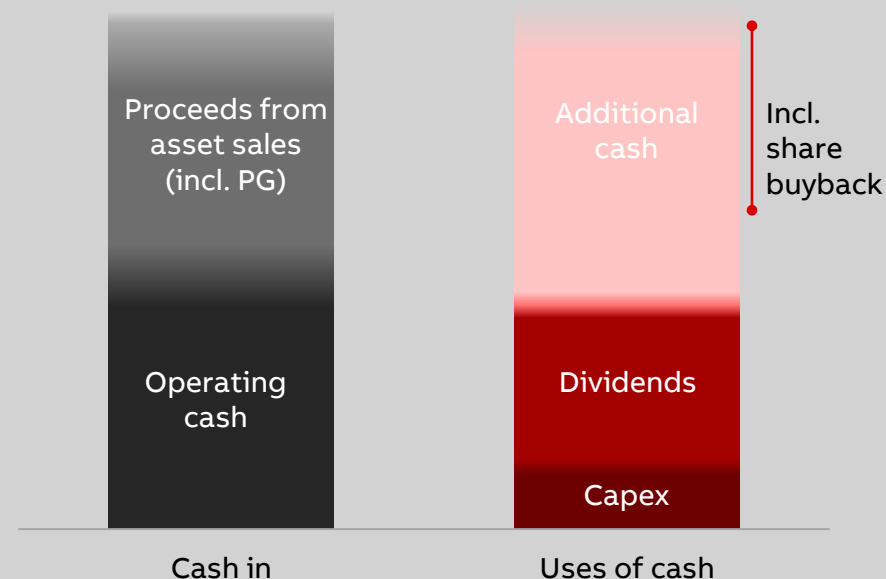 Proceeds from
asset sales
(incl. PG)
Operating
cash
Cash in
Additional
cash
Incl.
share
buyback
Dividends
Capex
Uses of cash